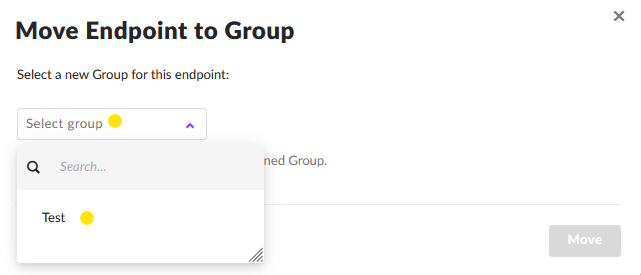 Move Endpoint to Group
Select a new Group for this endpoint:
Select group
ned Group.
Search...
Test
Move